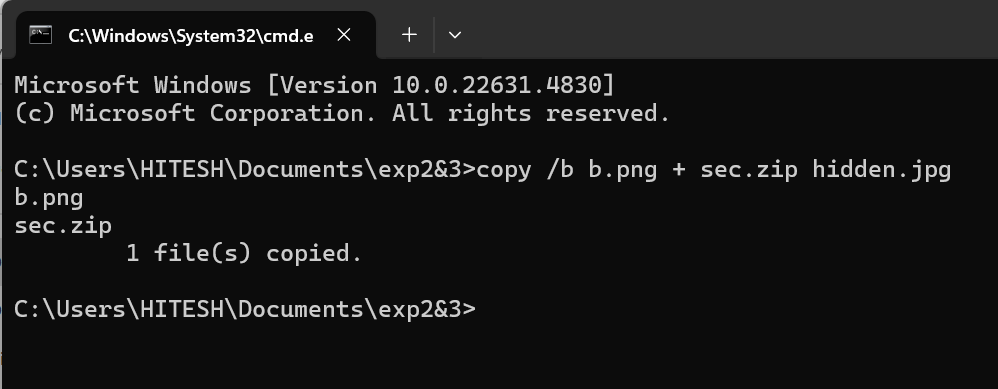 C:\Windows\System32\cmd.e
Microsoft Windows [Version 10.0.22631.4830]
(c) Microsoft Corporation. All rights reserved.
C:\Users\HITESH\Documents\exp2&3>copy /b b.png + sec.zip hidden.jpg
b.png
sec.zip
        1 file(s) copied.
C:\Users\HITESH\Documents\exp2&3>